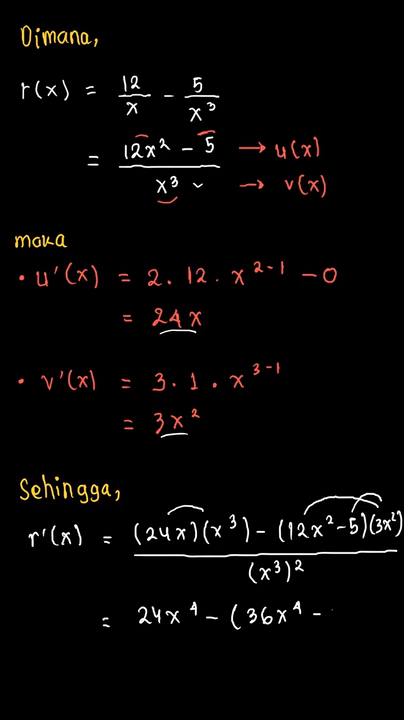 Dimana,
r(x) = 12/x − 5/x³
= (12x² − 5)/x³ → u(x)
→ v(x)
maka
• u'(x) = 2 · 12 · x²⁻¹ − 0
= 24x
• v'(x) = 3 · 1 · x³⁻¹
= 3x²
Sehingga,
r'(x) = ((24x)(x³) − (12x² − 5)(3x²))/(x³)²
= 24x⁴ − (36x⁴ −